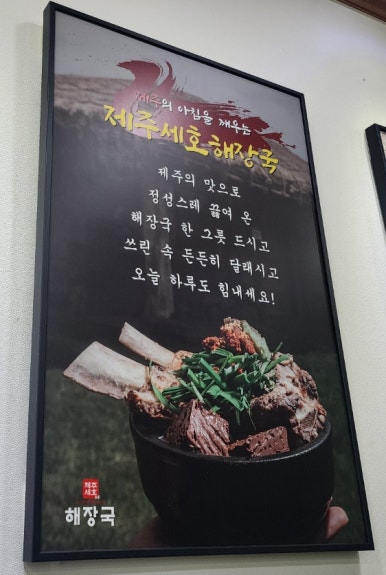 제주의 아침을 깨우는
제주세호해장국
제주의 맛으로
정성스레 끓여 온
해장국 한 그릇 드시고
쓰린 속 든든히 달래시고
오늘 하루도 힘내세요!
제주
세호
해장국